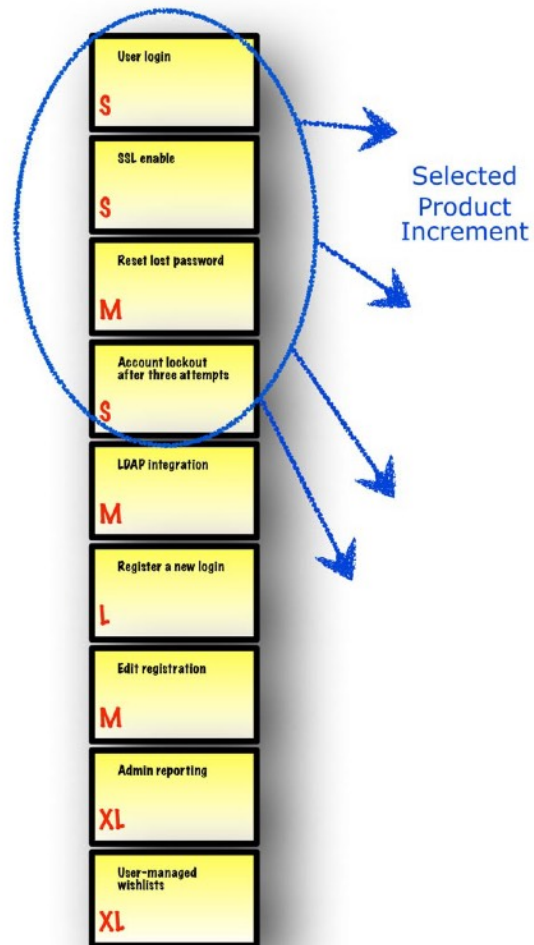 User login
S
SSL enable
S
Selected
Product
Increment
Reset lost password
M
Account lockout
after three attempts
S
LDAP integration
M
Register a new login
L
Edit registration
M
Admin reporting
XL
User-managed
wishlists
XL